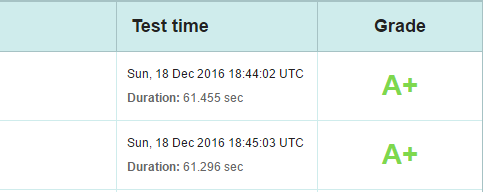 Test time Grade
Sun, 18 Dec 2016 18:44:02 UTC
Duration: 61.455 sec
A+
Sun, 18 Dec 2016 18:45:03 UTC
Duration: 61.296 sec
A+